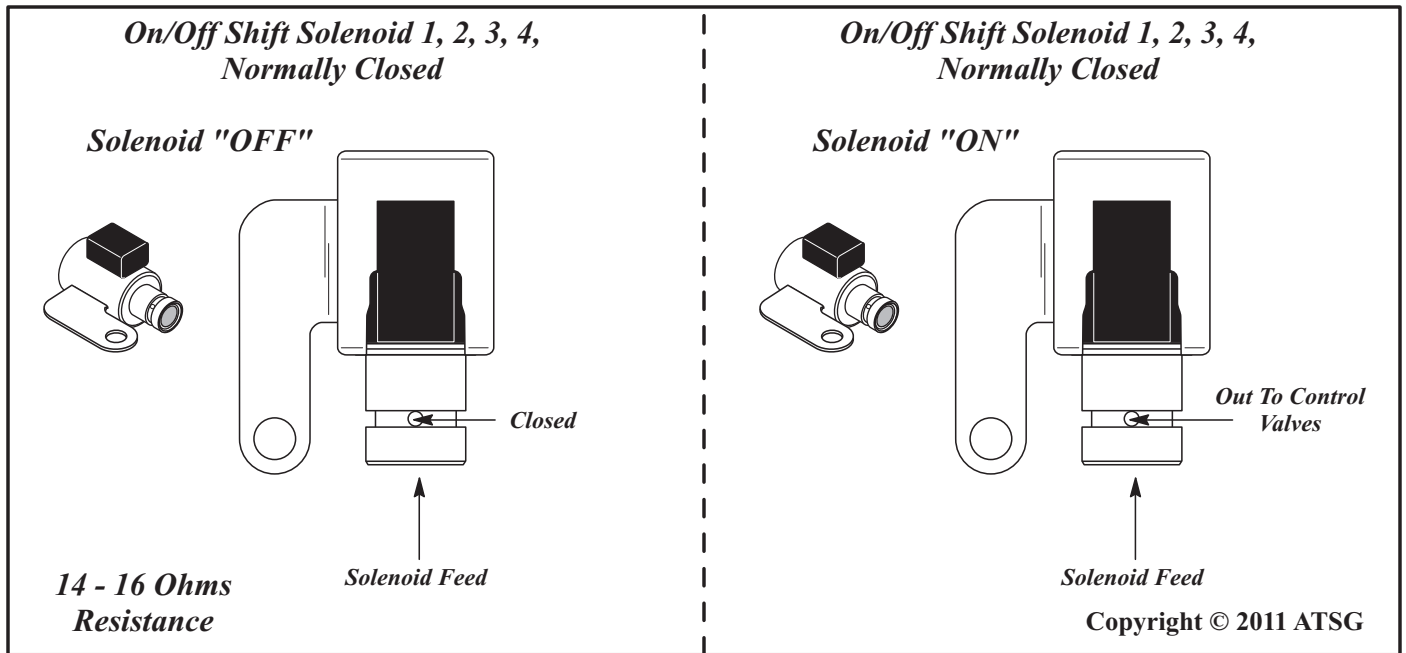 On/Off Shift Solenoid 1, 2, 3, 4,
Normally Closed
Solenoid "OFF"
Closed
Solenoid Feed
14 - 16 Ohms
Resistance
On/Off Shift Solenoid 1, 2, 3, 4,
Normally Closed
Solenoid "ON"
Out To Control
Valves
Solenoid Feed
Copyright © 2011 ATSG